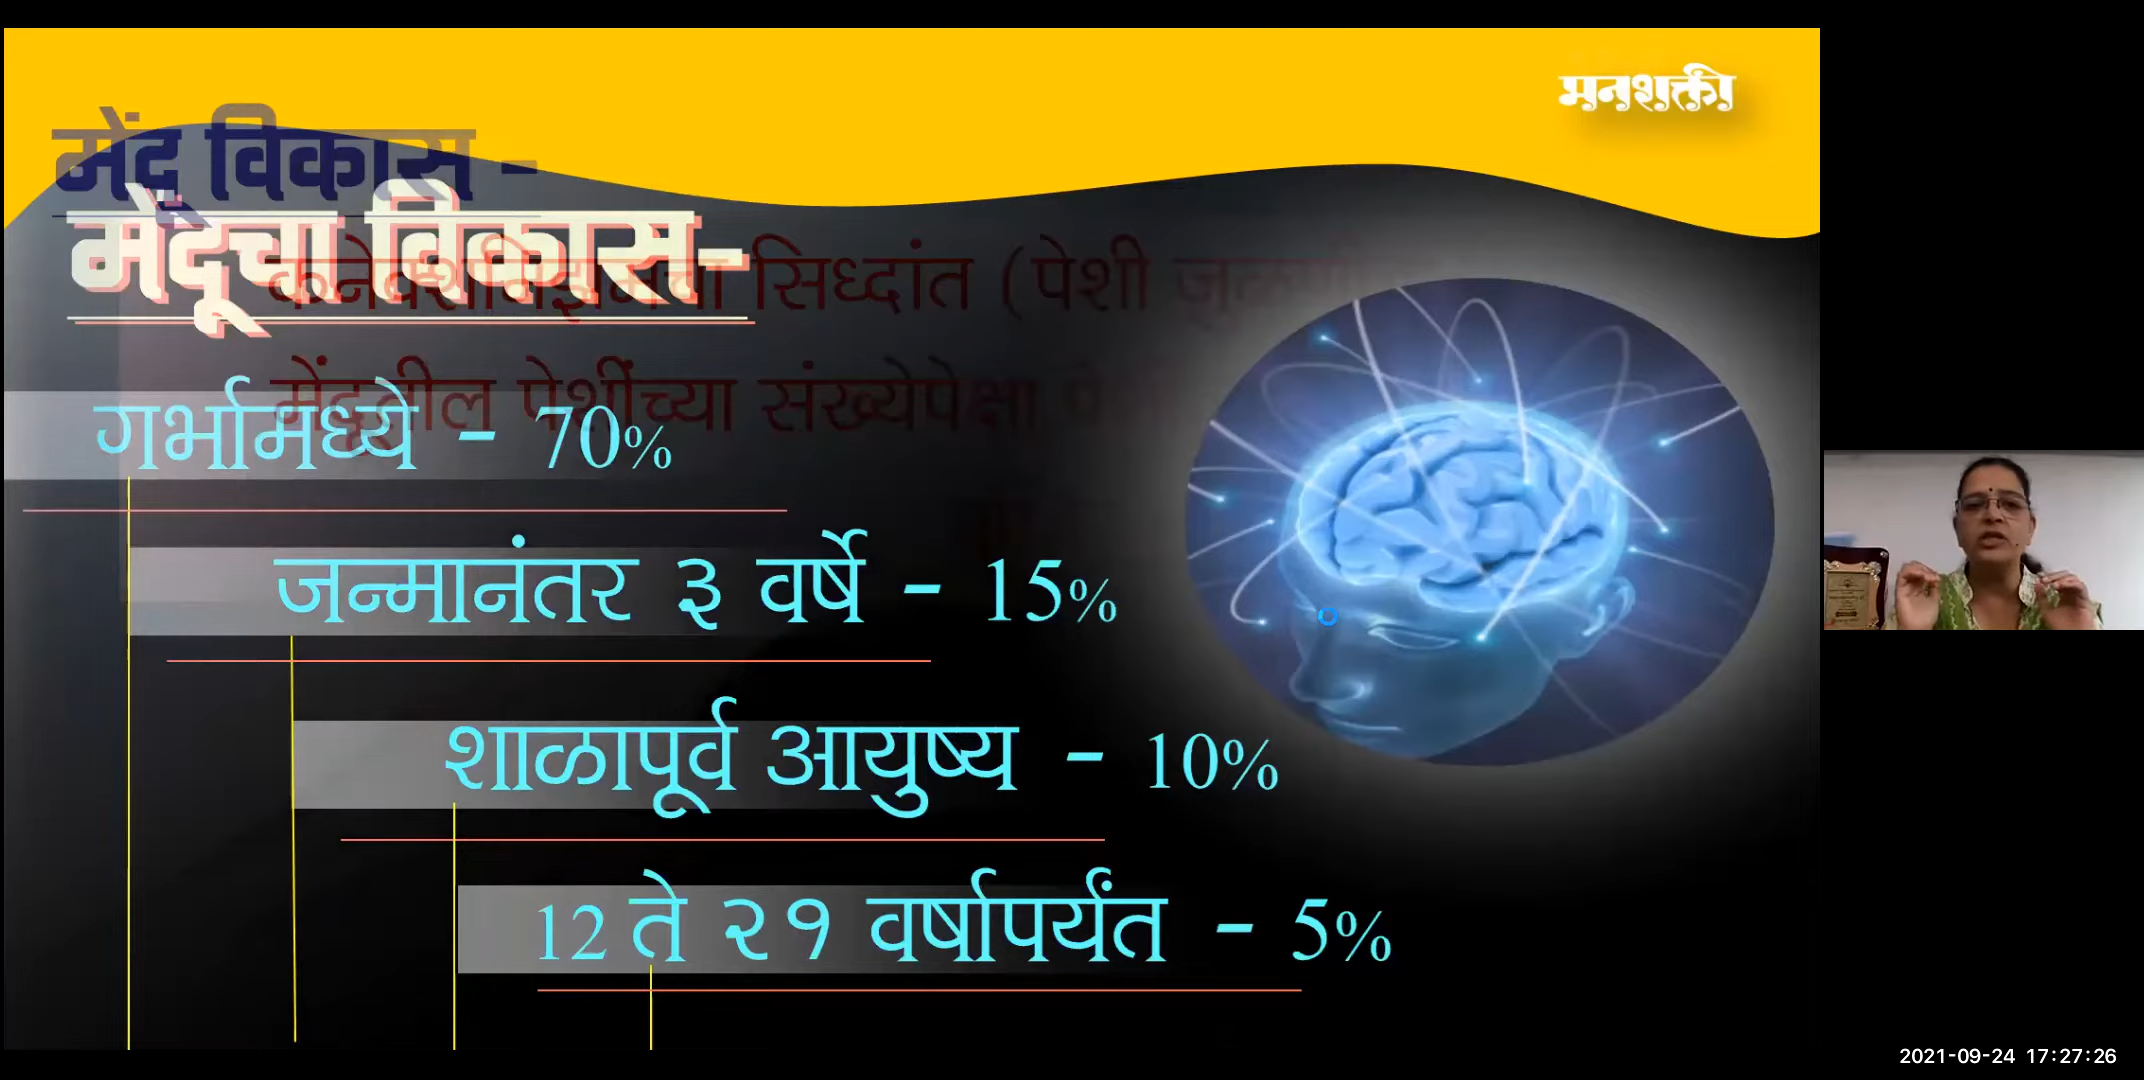 मनशक्ती
मेंदू विकास -
मेंदूचा विकास-
सिध्दांत (पेशी
मेंदूतील पेशींच्या संख्येपेक्षा
गर्भामध्ये - 70%
जन्मानंतर ३ वर्षे - 15%
शाळापूर्व आयुष्य - 10%
12 ते २१ वर्षापर्यंत - 5%
2021-09-24 17:27:26